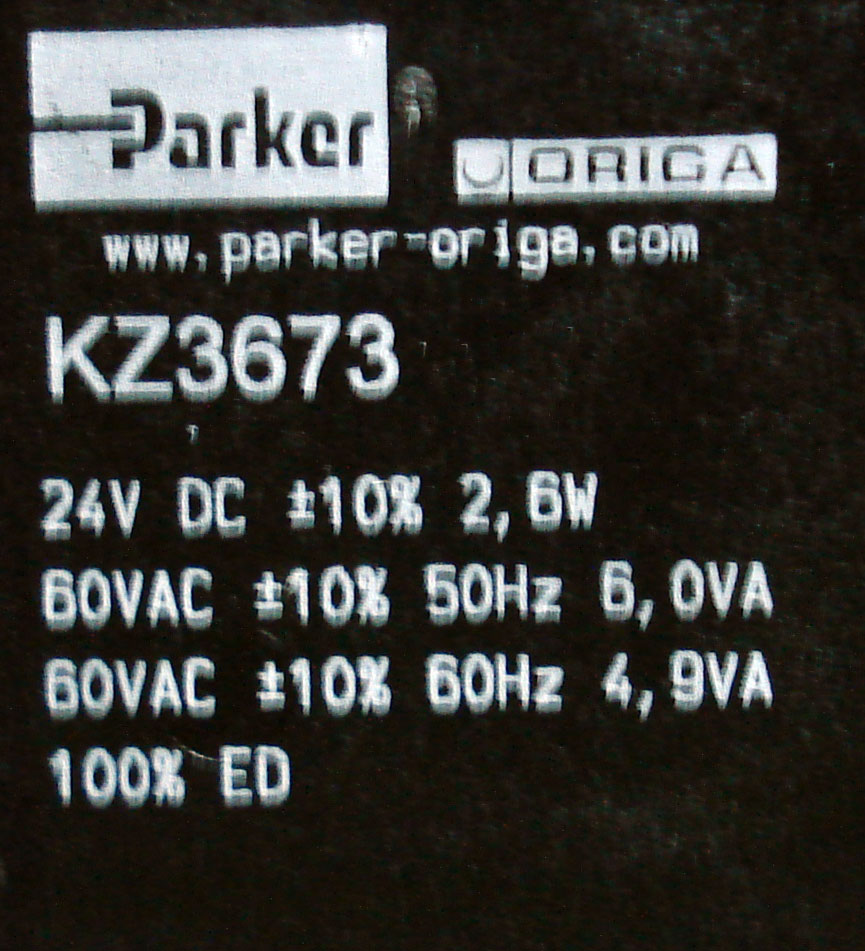 Parker ORIGA
www.parker-origa.com
KZ3673
24V DC ±10% 2,6W
60VAC ±10% 50Hz 6,0VA
60VAC ±10% 60Hz 4,9VA
100% ED